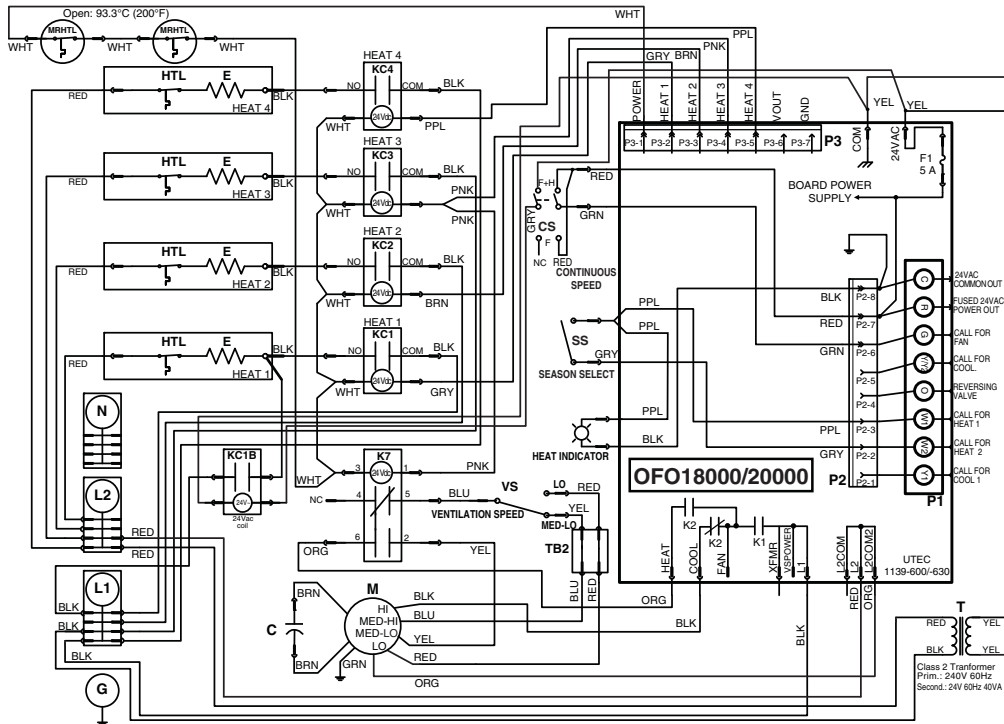 Open: 93.3°C (200°F)
MRHTL
MRHTL
WHT
WHT
WHT
WHT
PPL
PNK
GRY
BRN
HEAT 4
KC4
NO
COM
24Vdc
BLK
PPL
WHT
HTL
E
HEAT 4
BLK
RED
HEAT 3
KC3
24Vdc
BLK
PNK
PNK
WHT
HTL
E
HEAT 3
BLK
RED
HEAT 2
KC2
NO
COM
24Vdc
BLK
BRN
WHT
HTL
E
HEAT 2
BLK
RED
HEAT 1
KC1
NO
COM
24Vdc
BLK
GRY
WHT
HTL
E
HEAT 1
BLK
RED
POWER
HEAT 1
HEAT 2
HEAT 3
HEAT 4
VOUT
GND
P3-1
P3-2
P3-3
P3-4
P3-5
P3-6
P3-7
P3
COM
24VAC
YEL
YEL
F1
5 A
BOARD POWER
SUPPLY
F+H
RED
GRN
GRY
CS
F
NC
RED
CONTINUOUS
SPEED
PPL
PPL
SS
GRY
SEASON SELECT
PPL
BLK
HEAT INDICATOR
BLK
P2-8
RED
P2-7
GRN
P2-6
P2-5
P2-4
PPL
P2-3
GRY
P2-2
P2-1
P2
C
24VAC
COMMON OUT
R
FUSED 24VAC
POWER OUT
G
CALL FOR
FAN
Y/Y2
CALL FOR
COOL.
O
REVERSING
VALVE
W1
CALL FOR
HEAT 1
W2
CALL FOR
HEAT 2
Y1
CALL FOR
COOL 1
P1
OFO18000/20000
N
L2
RED
RED
L1
BLK
BLK
BLK
G
KC1B
24V~
24Vac
coil
WHT
K7
3
24Vdc
1
PNK
NC
4
5
BLU
6
2
ORG
YEL
VS
VENTILATION SPEED
LO
RED
YEL
MED-LO
TB2
BLU
RED
K2
K2
K1
HEAT
COOL
FAN
XFMR
VSPOWER
L1
L2COM
L2
L2COM2
UTEC
1139-600/-630
ORG
BLK
BLK
RED
ORG
C
BRN
BRN
M
HI
MED-HI
MED-LO
LO
BLK
BLU
YEL
RED
GRN
ORG
T
RED
YEL
BLK
YEL
Class 2 Tranformer
Prim.: 240V 60Hz
Second.: 24V 60Hz 40VA